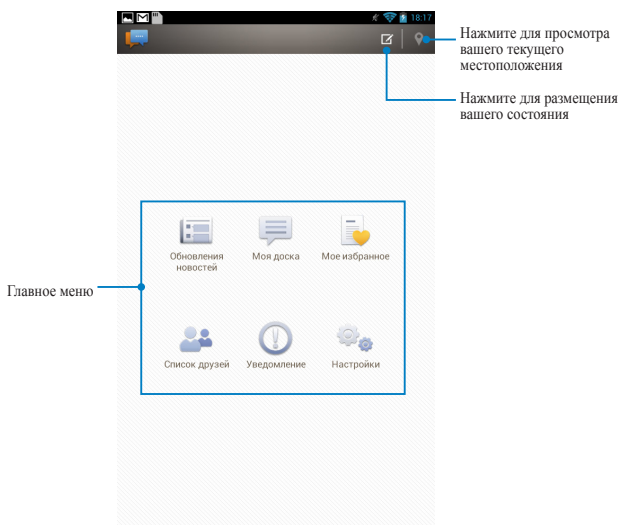 18:17
Нажмите для просмотра
вашего текущего
местоположения
Нажмите для размещения
вашего состояния
Обновления
новостей
Моя доска
Мое избранное
Главное меню
Список друзей
Уведомление
Настройки